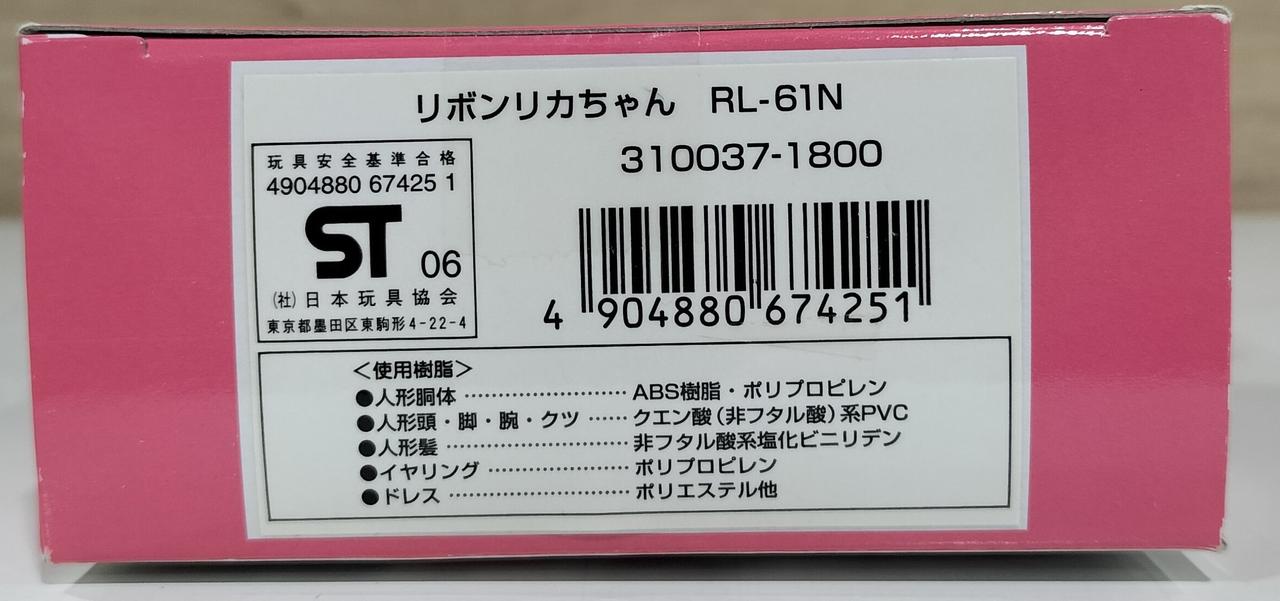 リボンリカちゃん RL-61N
310037-1800
玩具安全基準合格
4904880 67425 1
ST 06
(社)日本玩具協会
東京都墨田区東駒形4-22-4
4 904880 674251
＜使用樹脂＞
●人形胴体 ………………… ABS樹脂・ポリプロピレン
●人形頭・脚・腕・クツ …… クエン酸(非フタル酸)系PVC
●人形髪 …………………… 非フタル酸系塩化ビニリデン
●イヤリング ……………… ポリプロピレン
●ドレス …………………… ポリエステル他